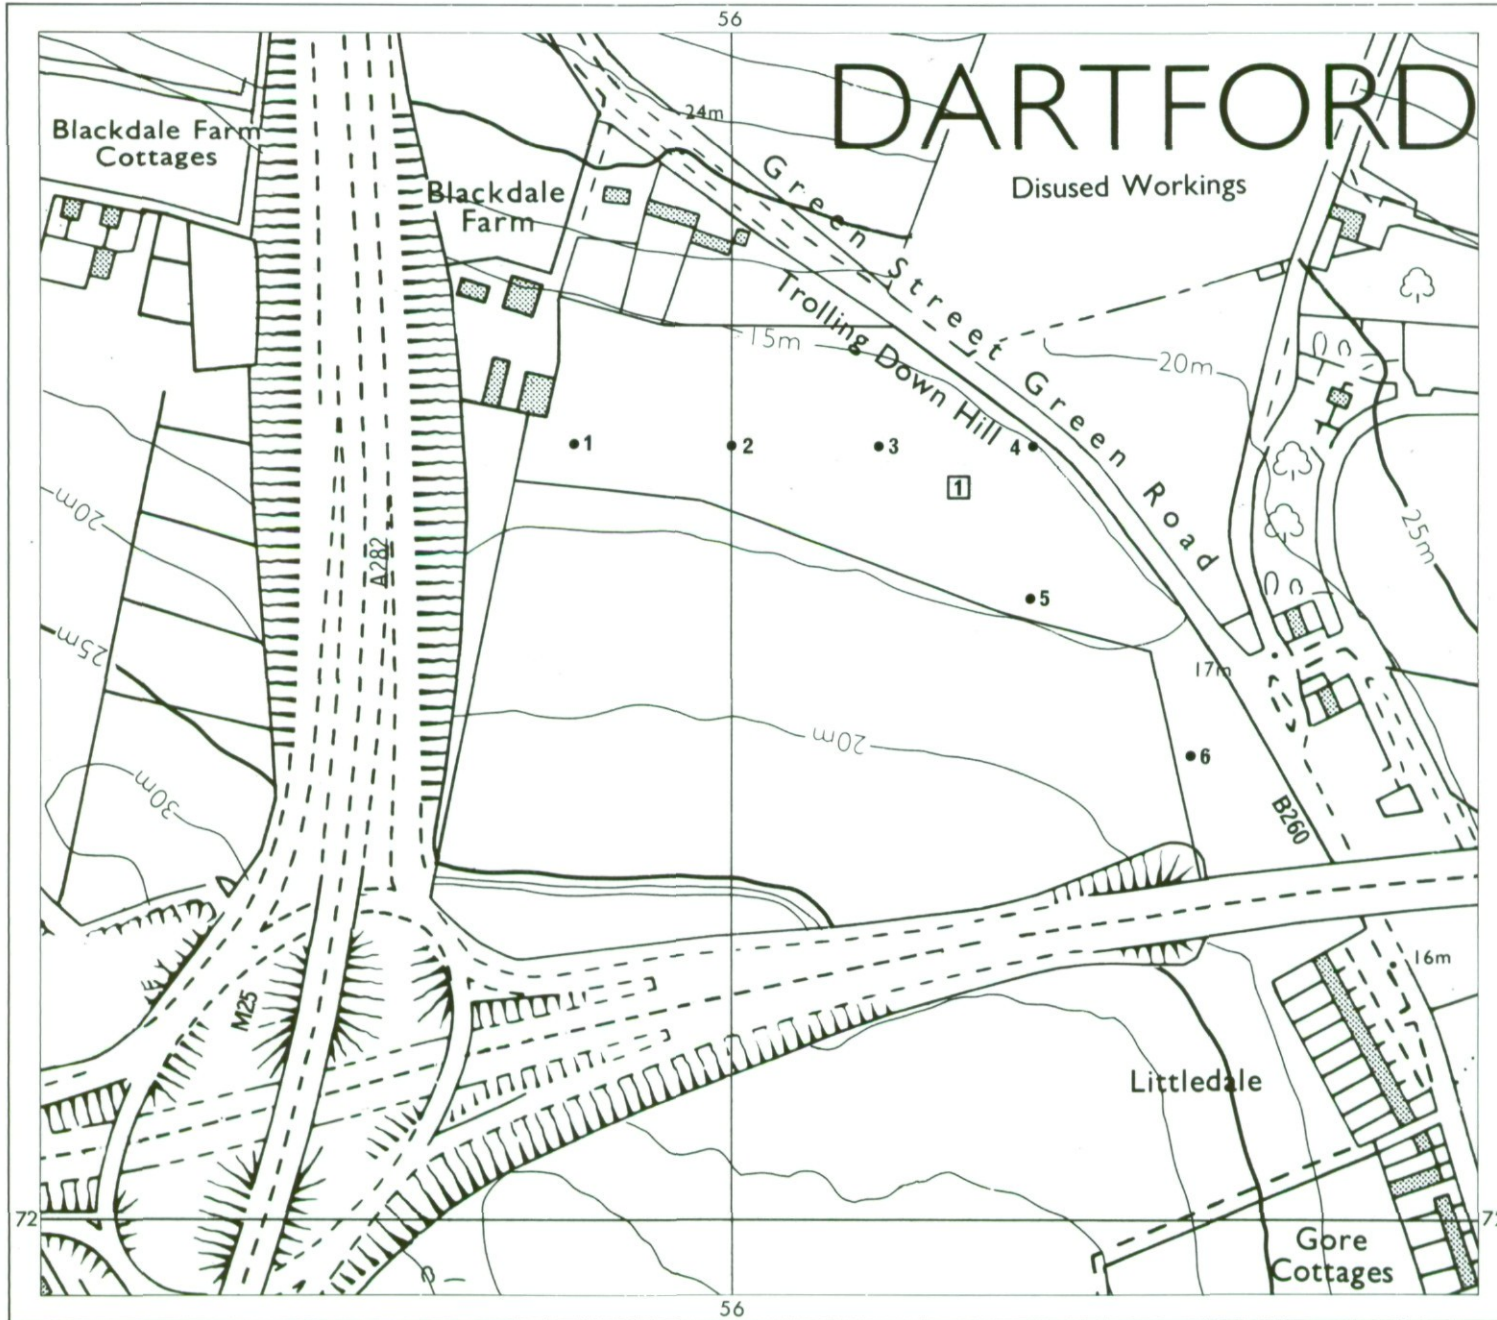 56
DARTFORD
24m
Blackdale Farm
Cottages
Blackdale
Farm
Disused Workings
Green Street Green Road
Trolling Down Hill
15m
20m
1
2
3
4
1
20m
A282
25m
5
25m
17m
20m
6
30m
B260
16m
M25
Littledale
72
Gore
Cottages
56